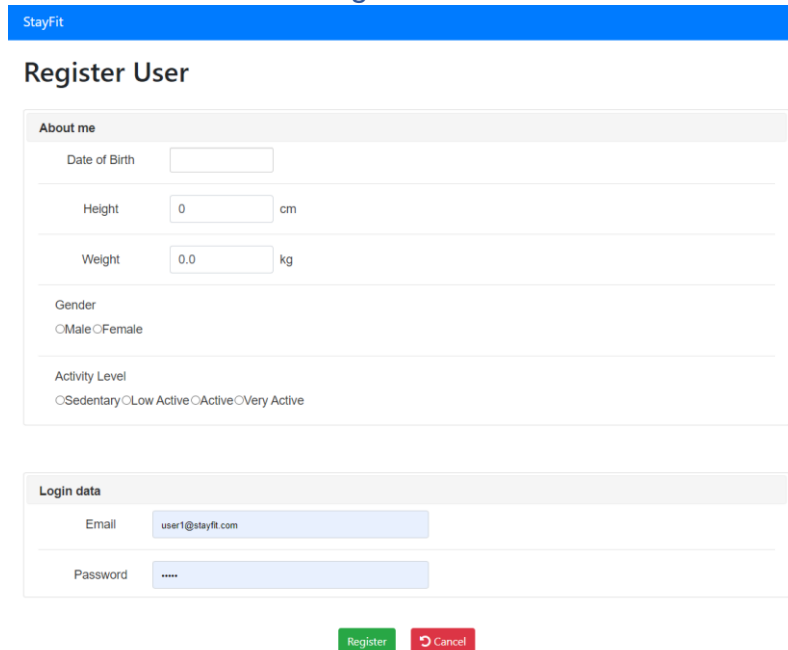 StayFit
Register User
About me
Date of Birth
Height 0 cm
Weight 0.0 kg
Gender
Male Female
Activity Level
Sedentary Low Active Active Very Active
Login data
Email user1@stayfit.com
Password •••••
Register Cancel